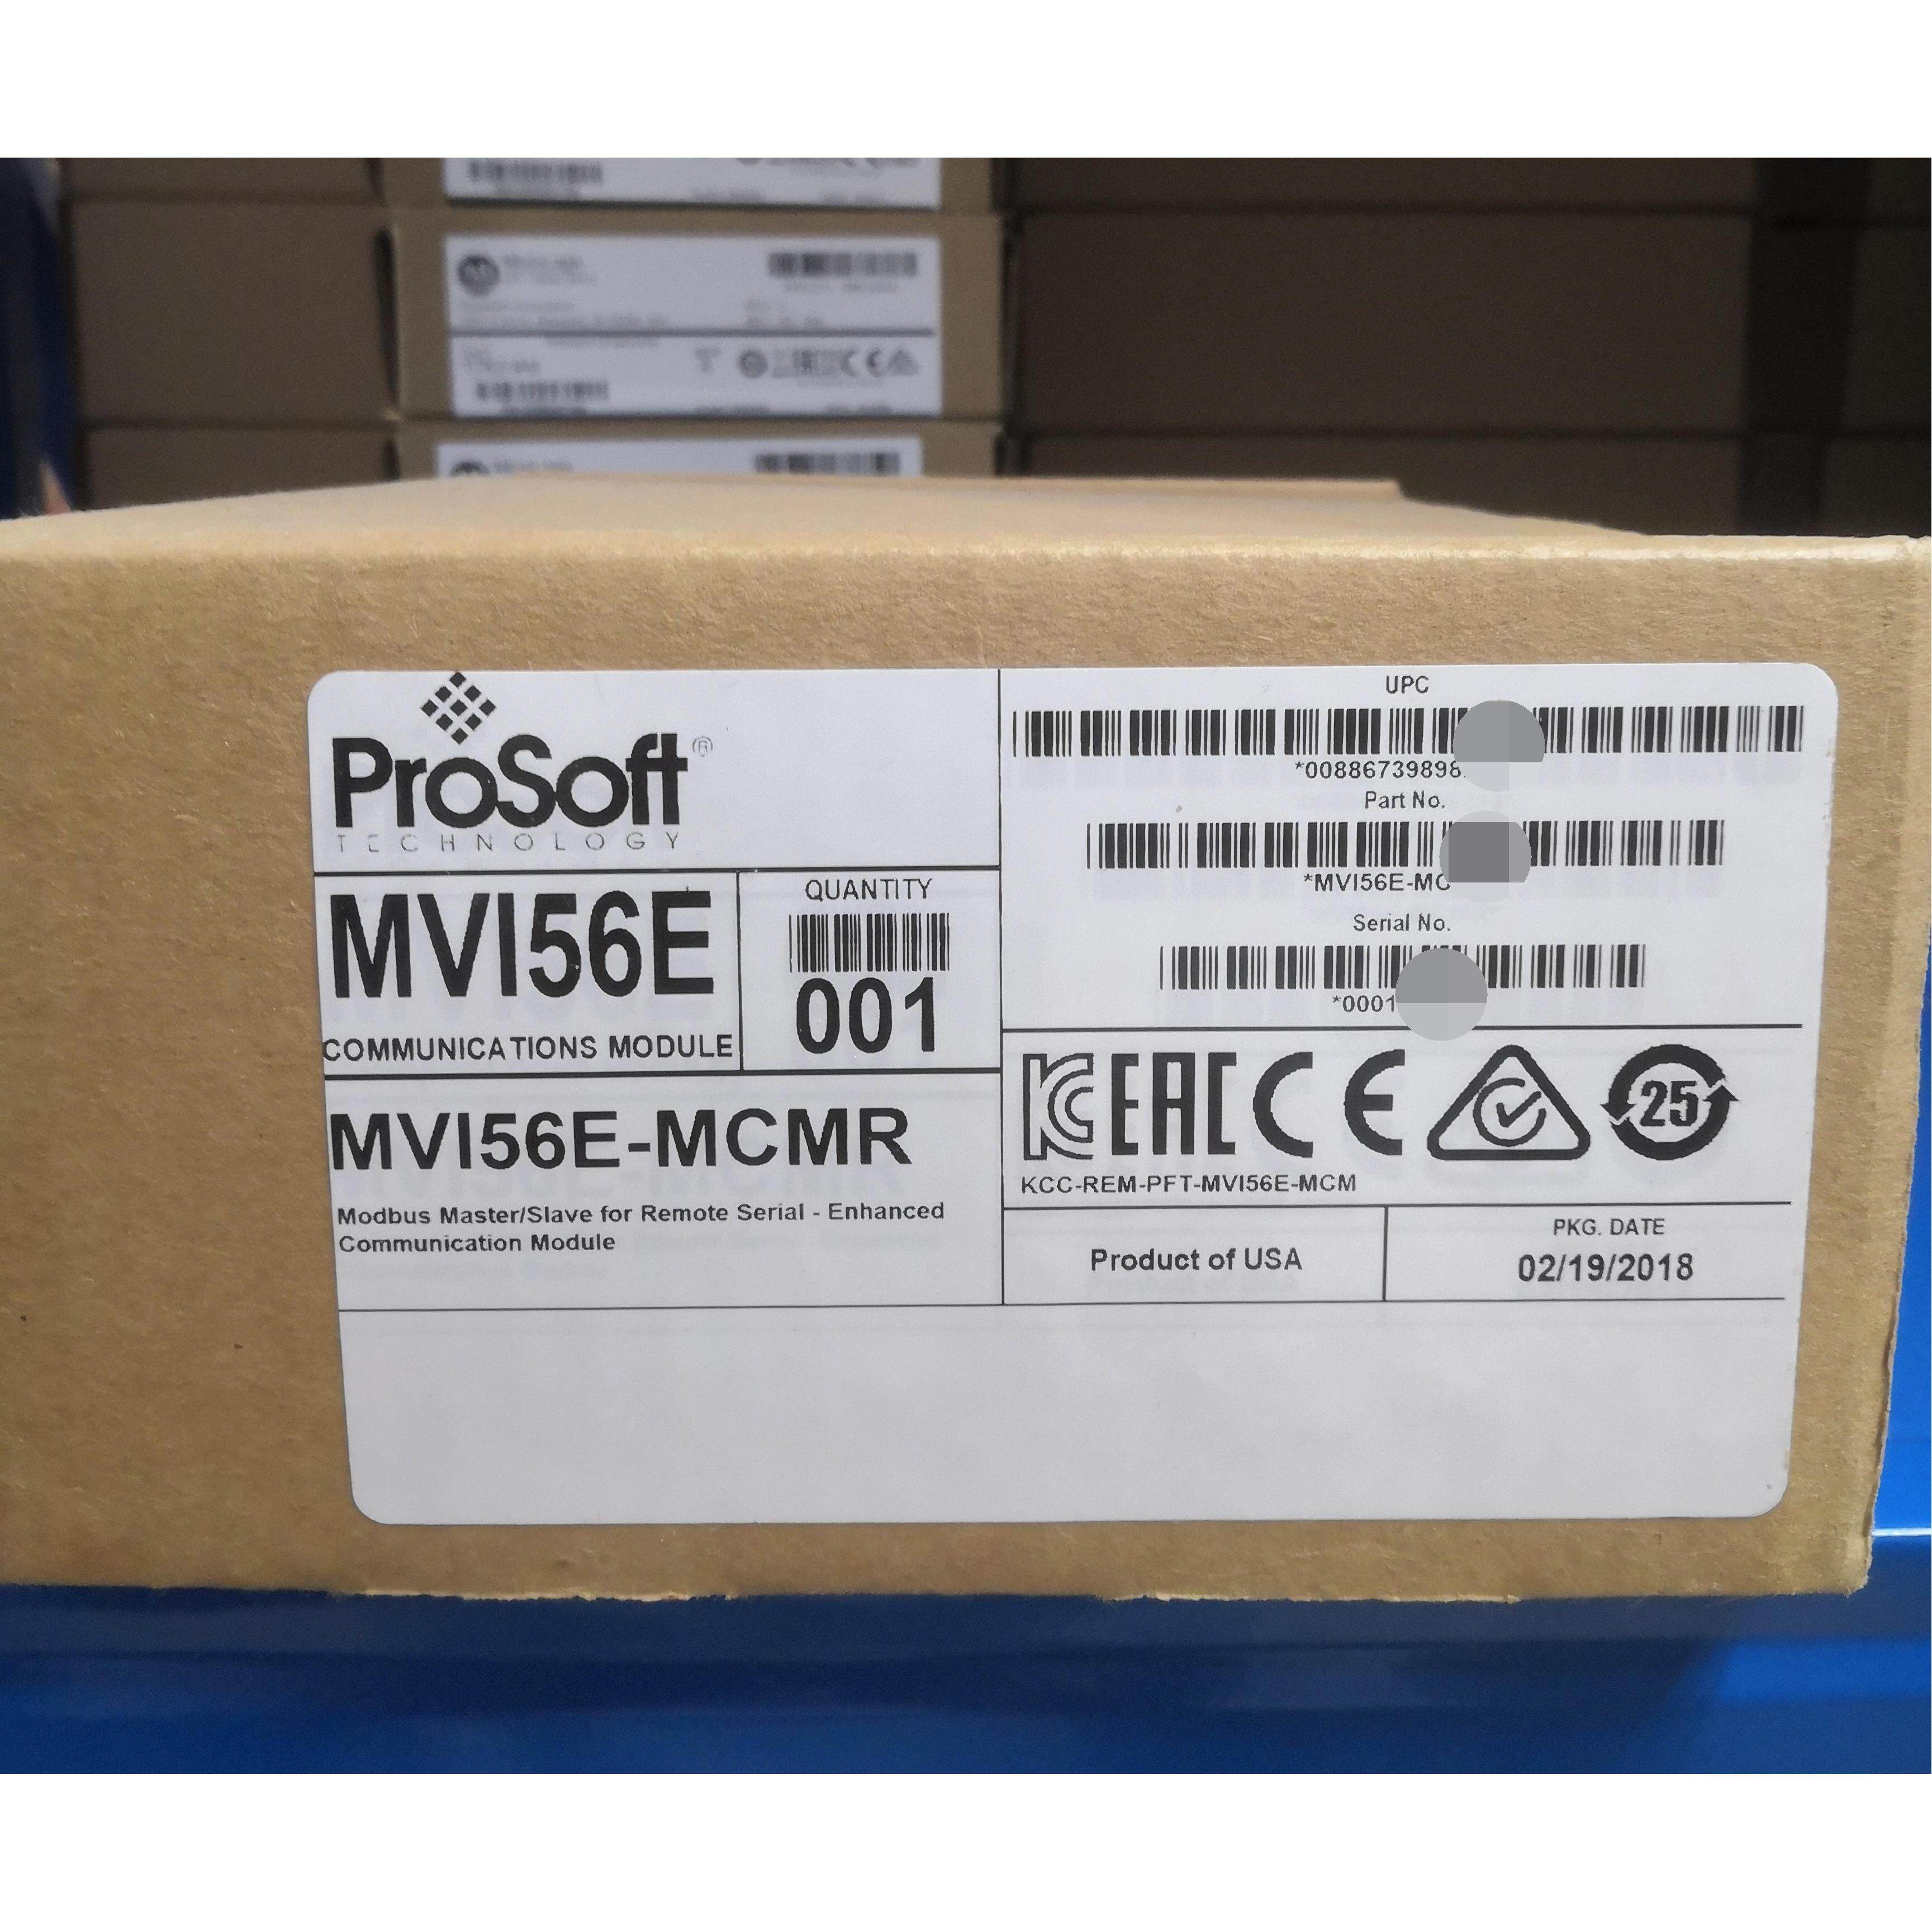 ProSoft®
TECHNOLOGY
MVI56E
COMMUNICATIONS MODULE
QUANTITY
001
MVI56E-MCMR
Modbus Master/Slave for Remote Serial - Enhanced
Communication Module
UPC
*00886739898
Part No.
*MVI56E-MC
Serial No.
*0001
EAC CE
25
KCC-REM-PFT-MVI56E-MCM
Product of USA
PKG. DATE
02/19/2018